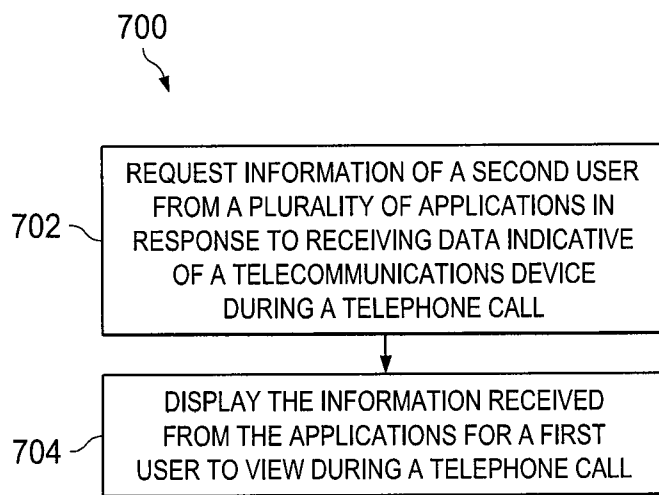 700
702
REQUEST INFORMATION OF A SECOND USER
FROM A PLURALITY OF APPLICATIONS IN
RESPONSE TO RECEIVING DATA INDICATIVE
OF A TELECOMMUNICATIONS DEVICE
DURING A TELEPHONE CALL
704
DISPLAY THE INFORMATION RECEIVED
FROM THE APPLICATIONS FOR A FIRST
USER TO VIEW DURING A TELEPHONE CALL